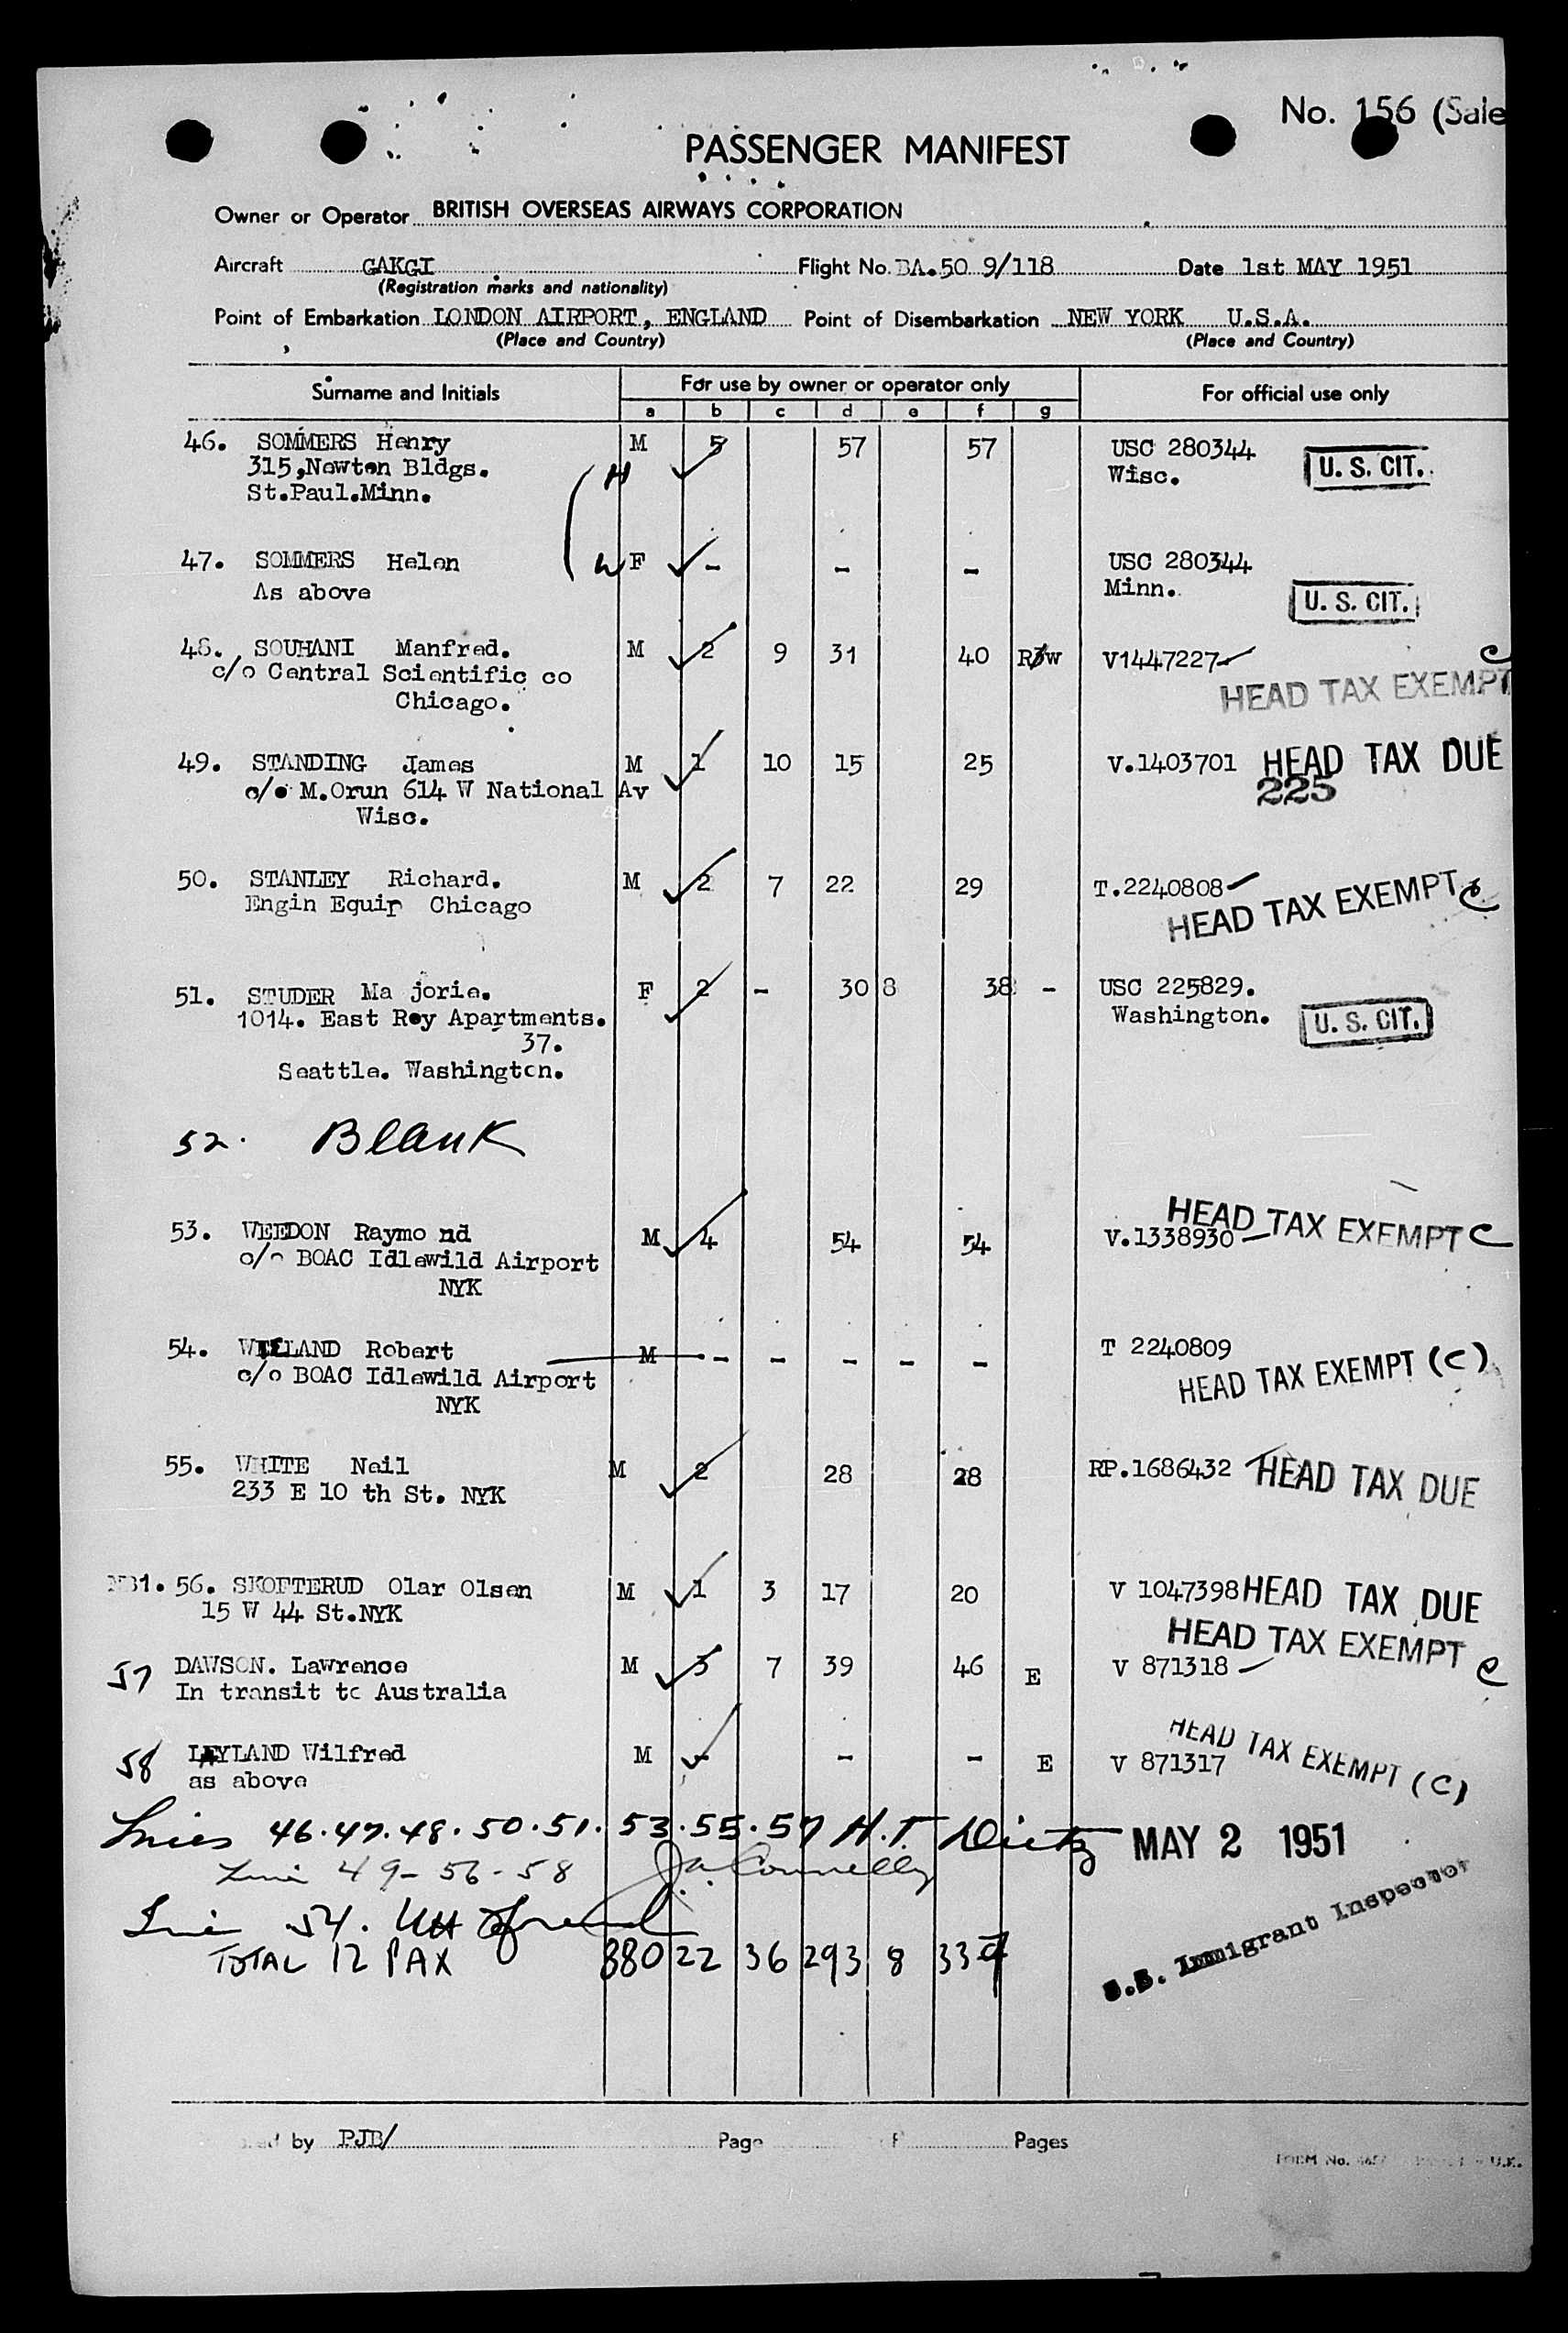 No. 156 (Sale
PASSENGER MANIFEST
Owner or Operator BRITISH OVERSEAS AIRWAYS CORPORATION
Aircraft GAKGI Flight No. BA.50 9/118 Date 1st MAY 1951
(Registration marks and nationality)
Point of Embarkation LONDON AIRPORT, ENGLAND Point of Disembarkation NEW YORK U.S.A.
(Place and Country) (Place and Country)
Surname and Initials For use by owner or operator only For official use only
a b c d e f g
46. SOMMERS Henry M 5 57 57 USC 280344
315,Newton Bldgs. H Wisc. U. S. CIT.
St.Paul.Minn.
47. SOMMERS Helen W F - - - USC 280344
As above Minn. U. S. CIT.
48. SOUHANI Manfred. M 2 9 31 40 V1447227 C
c/o Central Scientific co HEAD TAX EXEMPT
Chicago.
49. STANDING James M 1 10 15 25 V.1403701 HEAD TAX DUE
c/o M.Orun 614 W National Av 225
Wisc.
50. STANLEY Richard. M 2 7 22 29 T.2240808
Engin Equip Chicago HEAD TAX EXEMPT C
51. STUDER Ma jorie. F 2 - 30 8 38 - USC 225829.
1014. East Roy Apartments. Washington. U. S. CIT.
37.
Seattle. Washington.
52. Blank
HEAD TAX EXEMPT C
53. WEEDON Raymo nd M 4 54 54 V.1338930
c/o BOAC Idlewild Airport
NYK
54. WIELAND Robert M - - - - - T 2240809
c/o BOAC Idlewild Airport HEAD TAX EXEMPT (C)
NYK
55. WHITE Neil M 2 28 28 RP.1686432 HEAD TAX DUE
233 E 10 th St. NYK
56. SKOFTERUD Olar Olsen M 1 3 17 20 V 1047398 HEAD TAX DUE
15 W 44 St.NYK
HEAD TAX EXEMPT C
57 DAWSON. Lawrence M 3 7 39 46 E V 871318
In transit to Australia
HEAD TAX EXEMPT (C)
58 LEYLAND Wilfred M - - - E V 871317
as above
Lines 46.47.48.50.51.53.55.57 H.T. Dietz MAY 2 1951
Line 49-56-58 Connelly
Line 54.
U.S. Immigrant Inspector
TOTAL 12 PAX 880 22 36 293 8 337
by PJB/ Page Pages
FORM No.